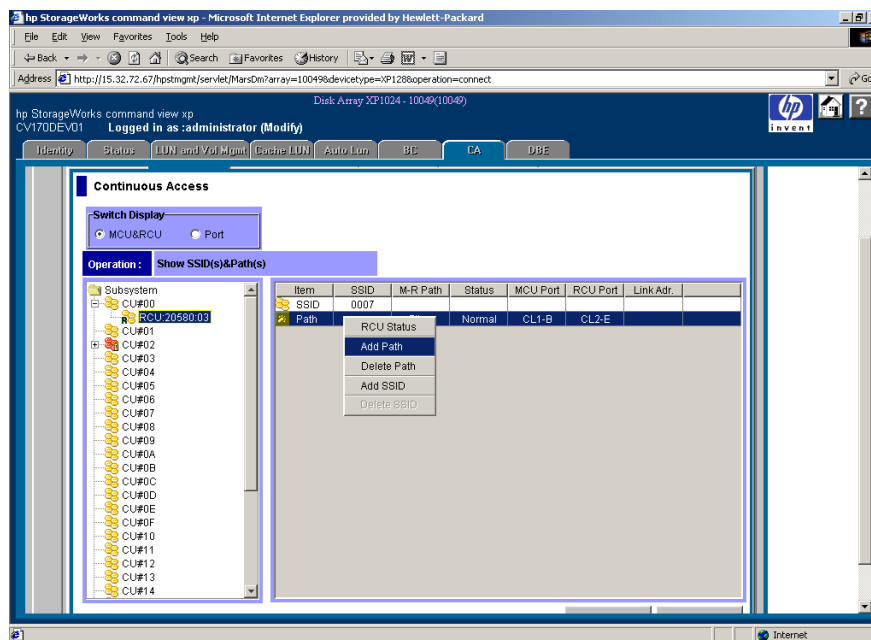 hp StorageWorks command view xp - Microsoft Internet Explorer provided by Hewlett-Packard
File Edit View Favorites Tools Help
Back Search Favorites History
Address http://15.32.72.67/hpstmgmt/servlet/MarsDm?array=10049&devicetype=XP128&operation=connect Go
Disk Array XP1024 - 10049(10049)
hp StorageWorks command view xp
CV170DEV01 Logged in as :administrator (Modify)
hp
invent
?
Identity Status LUN and Vol Mgmt Cache LUN Auto Lun BC CA DBE
Continuous Access
Switch Display
MCU&RCU Port
Operation : Show SSID(s)&Path(s)
Subsystem
CU#00
RCU:20580:03
CU#01
CU#02
CU#03
CU#04
CU#05
CU#06
CU#07
CU#08
CU#09
CU#0A
CU#0B
CU#0C
CU#0D
CU#0E
CU#0F
CU#10
CU#11
CU#12
CU#13
CU#14
Item SSID M-R Path Status MCU Port RCU Port Link Adr.
SSID 0007
Path Normal CL1-B CL2-E
RCU Status
Add Path
Delete Path
Add SSID
Delete SSID
Internet